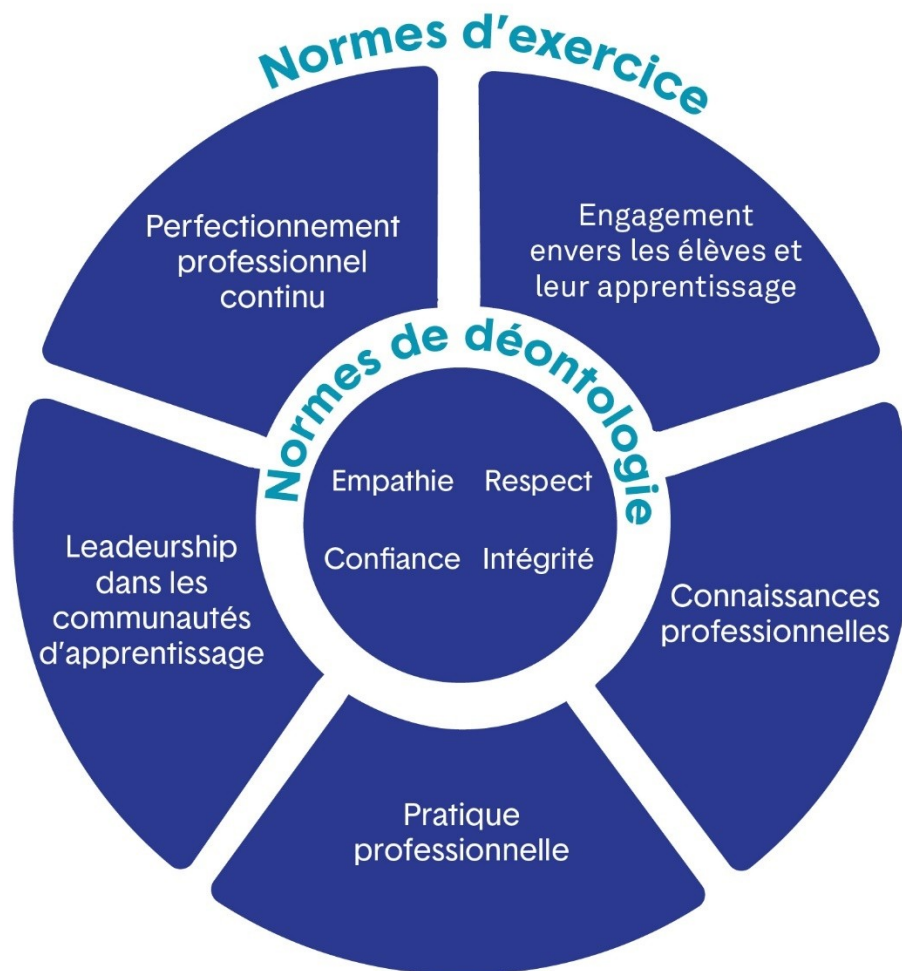 Normes d'exercice
Perfectionnement
professionnel
continu
Engagement
envers les élèves et
leur apprentissage
Normes de déontologie
Empathie Respect
Confiance Intégrité
Leadeurship
dans les
communautés
d'apprentissage
Connaissances
professionnelles
Pratique
professionnelle